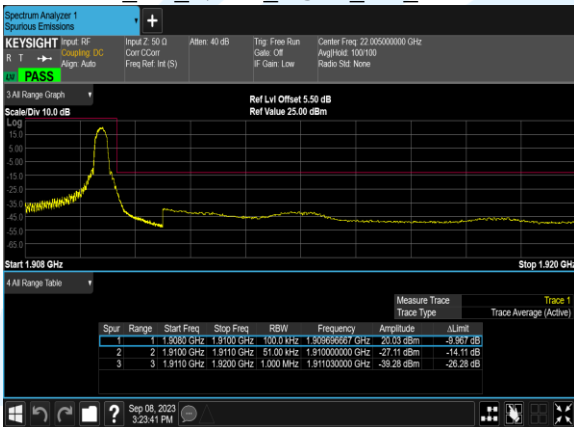 Spectrum Analyzer 1
Spurious Emissions
+
KEYSIGHT Input: RF Input Z: 50 Ω Atten: 40 dB Trig: Free Run Center Freq: 22.005000000 GHz
R T Coupling: DC Corr CCorr Gate: Off Avg|Hold: 100/100
Align: Auto Freq Ref: Int (S) IF Gain: Low Radio Std: None
PASS
3 All Range Graph
Ref Lvl Offset 5.50 dB
Scale/Div 10.0 dB Ref Value 25.00 dBm
Log
15.0
5.00
-5.00
-15.0
-25.0
-35.0
-45.0
-55.0
-65.0
Start 1.908 GHz Stop 1.920 GHz
4 All Range Table
Measure Trace Trace 1
Trace Type Trace Average (Active)
Spur Range Start Freq Stop Freq RBW Frequency Amplitude ΔLimit
1 1 1.9080 GHz 1.9100 GHz 100.0 kHz 1.909696667 GHz 20.03 dBm -9.967 dB
2 2 1.9100 GHz 1.9110 GHz 51.00 kHz 1.910000000 GHz -27.11 dBm -14.11 dB
3 3 1.9110 GHz 1.9200 GHz 1.000 MHz 1.911030000 GHz -39.28 dBm -26.28 dB
? Sep 08, 2023
3:23:41 PM